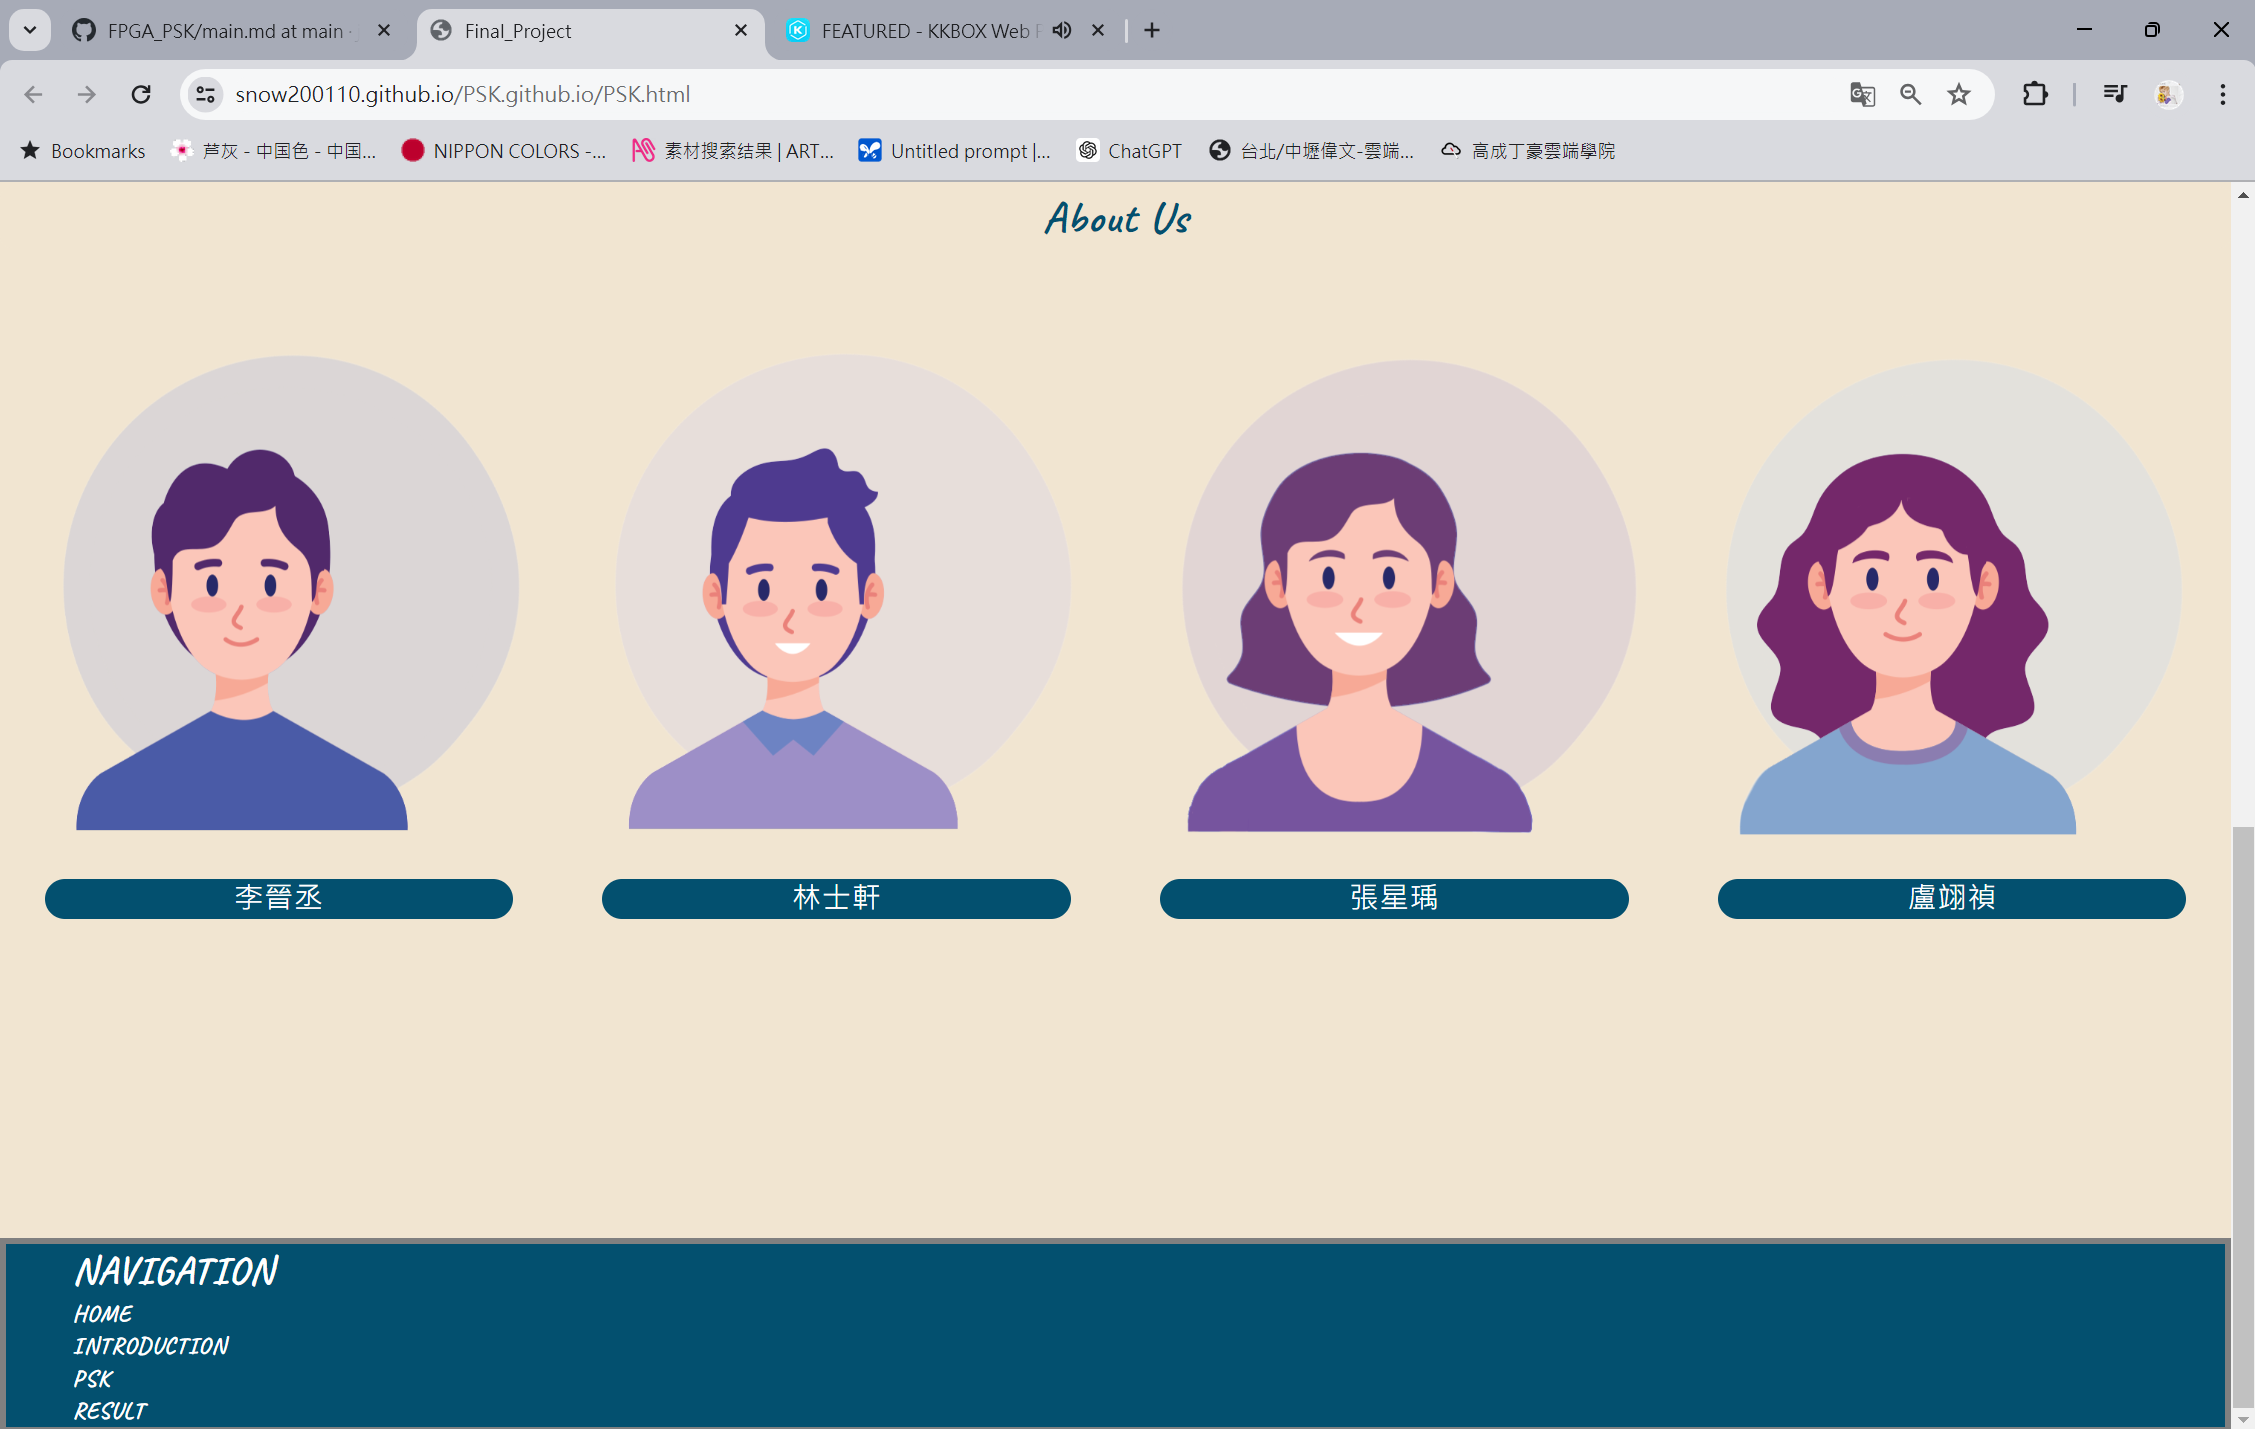 FPGA_PSK/main.md at main ·
Final_Project
FEATURED - KKBOX Web
snow200110.github.io/PSK.github.io/PSK.html
Bookmarks
芦灰 - 中国色 - 中国...
NIPPON COLORS -...
素材搜索结果 | ART...
Untitled prompt |...
ChatGPT
台北/中壢偉文-雲端...
高成丁豪雲端學院
About Us
李晉丞
林士軒
張星瑀
盧翊禎
NAVIGATION
HOME
INTRODUCTION
PSK
RESULT